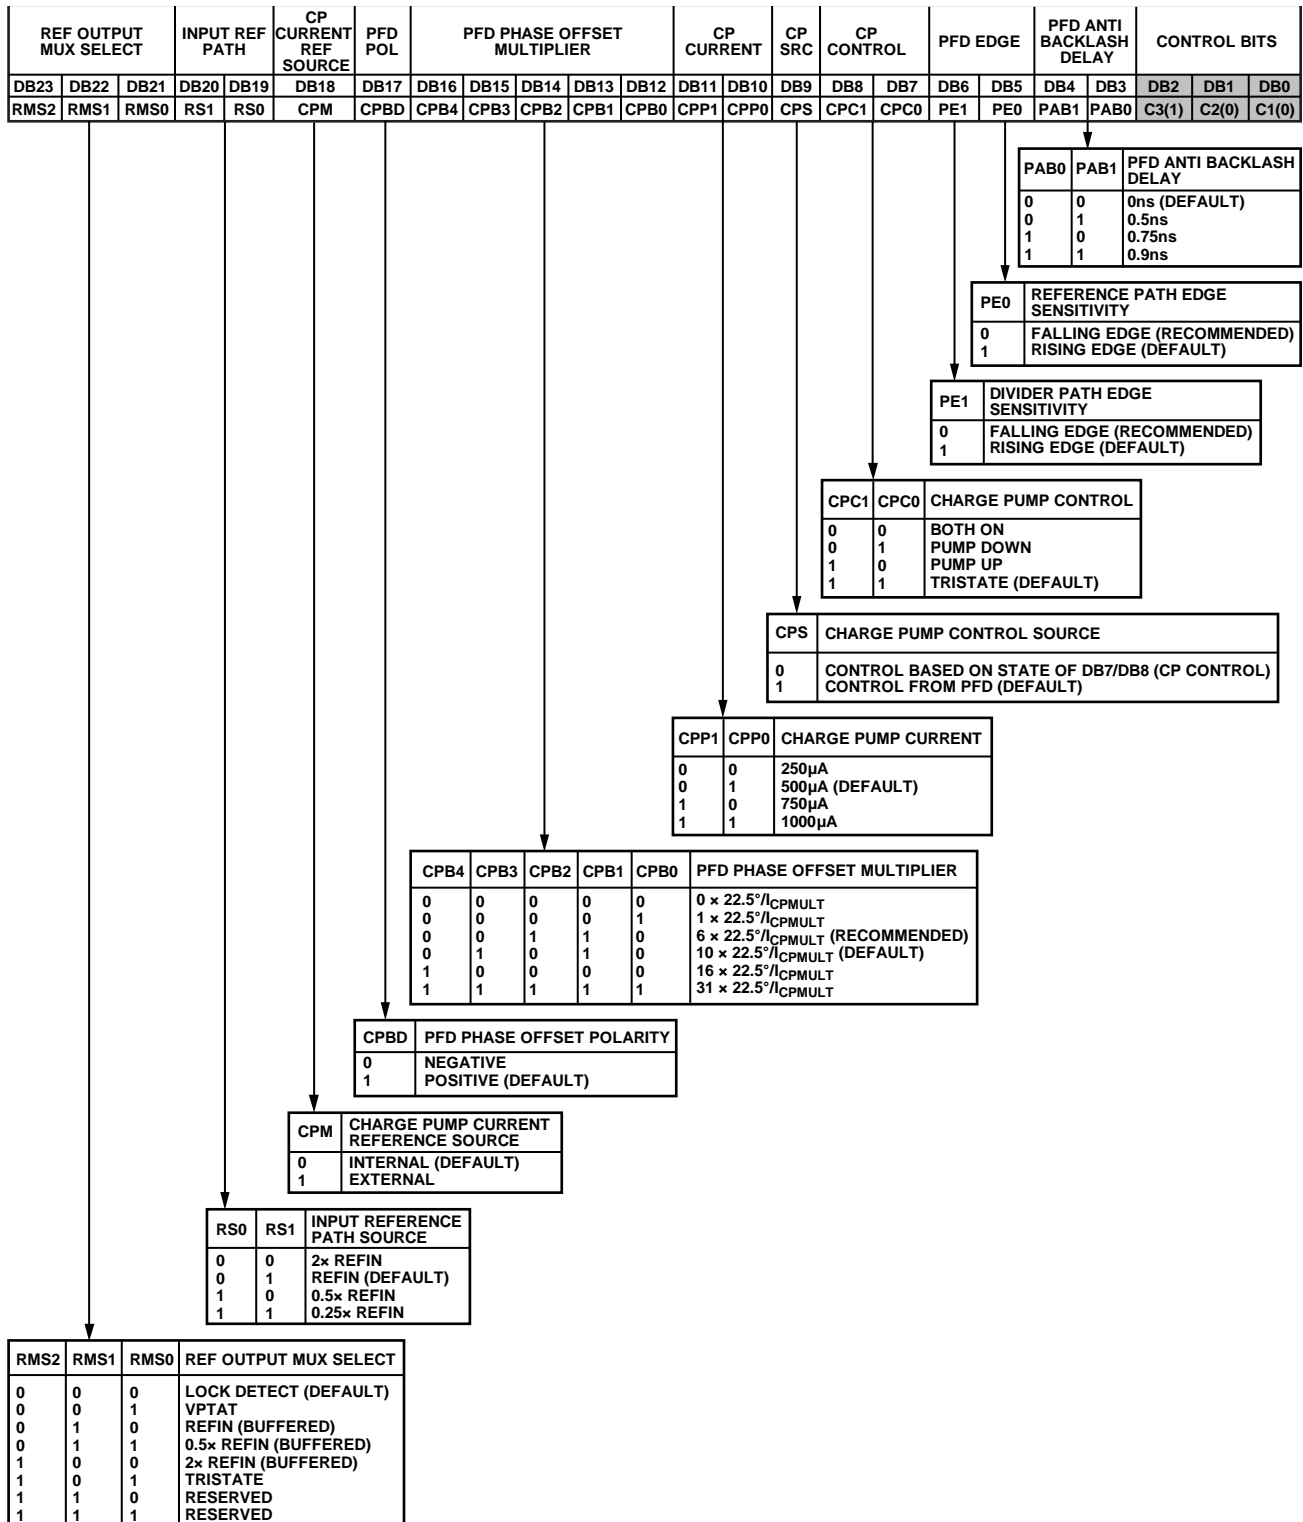 REF OUTPUT MUX SELECT | INPUT REF PATH | CP CURRENT REF SOURCE | PFD POL | PFD PHASE OFFSET MULTIPLIER | CP CURRENT | CP SRC | CP CONTROL | PFD EDGE | PFD ANTI BACKLASH DELAY | CONTROL BITS
DB23 DB22 DB21 DB20 DB19 DB18 DB17 DB16 DB15 DB14 DB13 DB12 DB11 DB10 DB9 DB8 DB7 DB6 DB5 DB4 DB3 DB2 DB1 DB0
RMS2 RMS1 RMS0 RS1 RS0 CPM CPBD CPB4 CPB3 CPB2 CPB1 CPB0 CPP1 CPP0 CPS CPC1 CPC0 PE1 PE0 PAB1 PAB0 C3(1) C2(0) C1(0)
PAB0 PAB1 PFD ANTI BACKLASH DELAY
0 0 0ns (DEFAULT)
0 1 0.5ns
1 0 0.75ns
1 1 0.9ns
PE0 REFERENCE PATH EDGE SENSITIVITY
0 FALLING EDGE (RECOMMENDED)
1 RISING EDGE (DEFAULT)
PE1 DIVIDER PATH EDGE SENSITIVITY
0 FALLING EDGE (RECOMMENDED)
1 RISING EDGE (DEFAULT)
CPC1 CPC0 CHARGE PUMP CONTROL
0 0 BOTH ON
0 1 PUMP DOWN
1 0 PUMP UP
1 1 TRISTATE (DEFAULT)
CPS CHARGE PUMP CONTROL SOURCE
0 CONTROL BASED ON STATE OF DB7/DB8 (CP CONTROL)
1 CONTROL FROM PFD (DEFAULT)
CPP1 CPP0 CHARGE PUMP CURRENT
0 0 250µA
0 1 500µA (DEFAULT)
1 0 750µA
1 1 1000µA
CPB4 CPB3 CPB2 CPB1 CPB0 PFD PHASE OFFSET MULTIPLIER
0 0 0 0 0 0 × 22.5°/ICPMULT
0 0 0 0 1 1 × 22.5°/ICPMULT
0 0 1 1 0 6 × 22.5°/ICPMULT (RECOMMENDED)
0 1 0 1 0 10 × 22.5°/ICPMULT (DEFAULT)
1 0 0 0 0 16 × 22.5°/ICPMULT
1 1 1 1 1 31 × 22.5°/ICPMULT
CPBD PFD PHASE OFFSET POLARITY
0 NEGATIVE
1 POSITIVE (DEFAULT)
CPM CHARGE PUMP CURRENT REFERENCE SOURCE
0 INTERNAL (DEFAULT)
1 EXTERNAL
RS0 RS1 INPUT REFERENCE PATH SOURCE
0 0 2× REFIN
0 1 REFIN (DEFAULT)
1 0 0.5× REFIN
1 1 0.25× REFIN
RMS2 RMS1 RMS0 REF OUTPUT MUX SELECT
0 0 0 LOCK DETECT (DEFAULT)
0 0 1 VPTAT
0 1 0 REFIN (BUFFERED)
0 1 1 0.5× REFIN (BUFFERED)
1 0 0 2× REFIN (BUFFERED)
1 0 1 TRISTATE
1 1 0 RESERVED
1 1 1 RESERVED